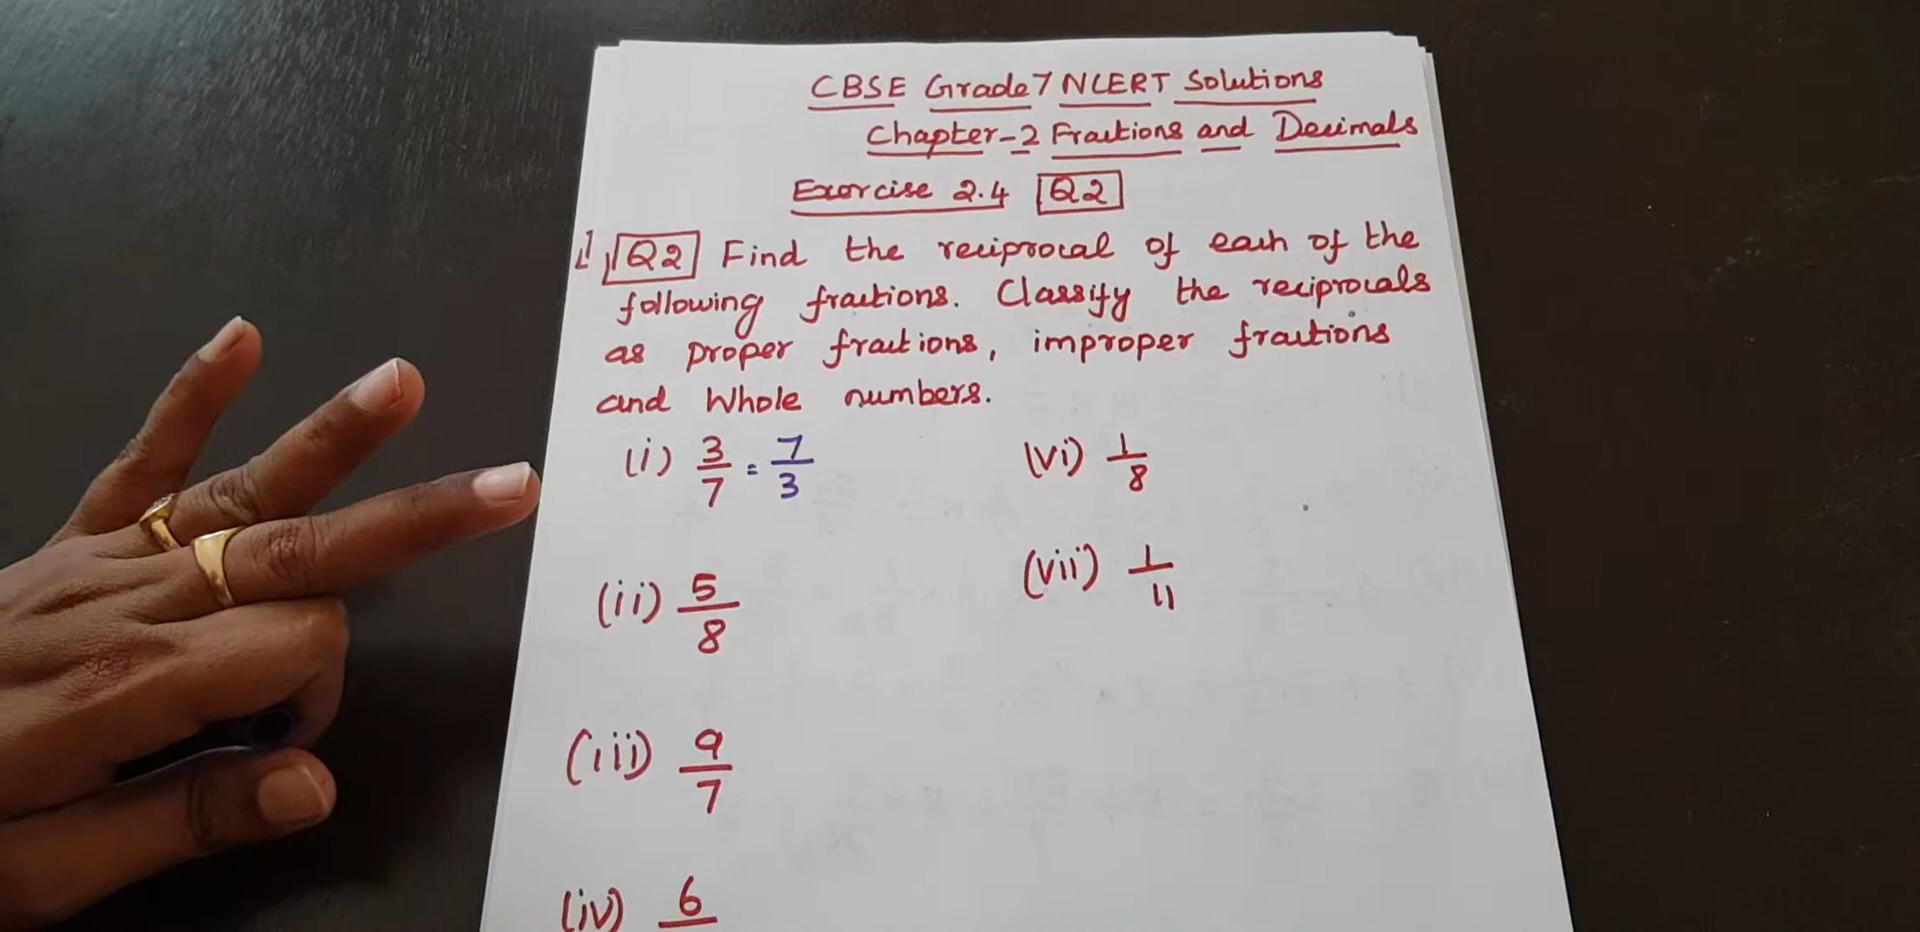 CBSE Grade 7 NCERT Solutions
Chapter-2 Fractions and Decimals
Exercise 2.4 Q2
Q2 Find the reciprocal of each of the
following fractions. Classify the reciprocals
as proper fractions, improper fractions
and Whole numbers.
(i) 3/7 = 7/3
(ii) 5/8
(iii) 9/7
(iv) 6
(vi) 1/8
(vii) 1/11